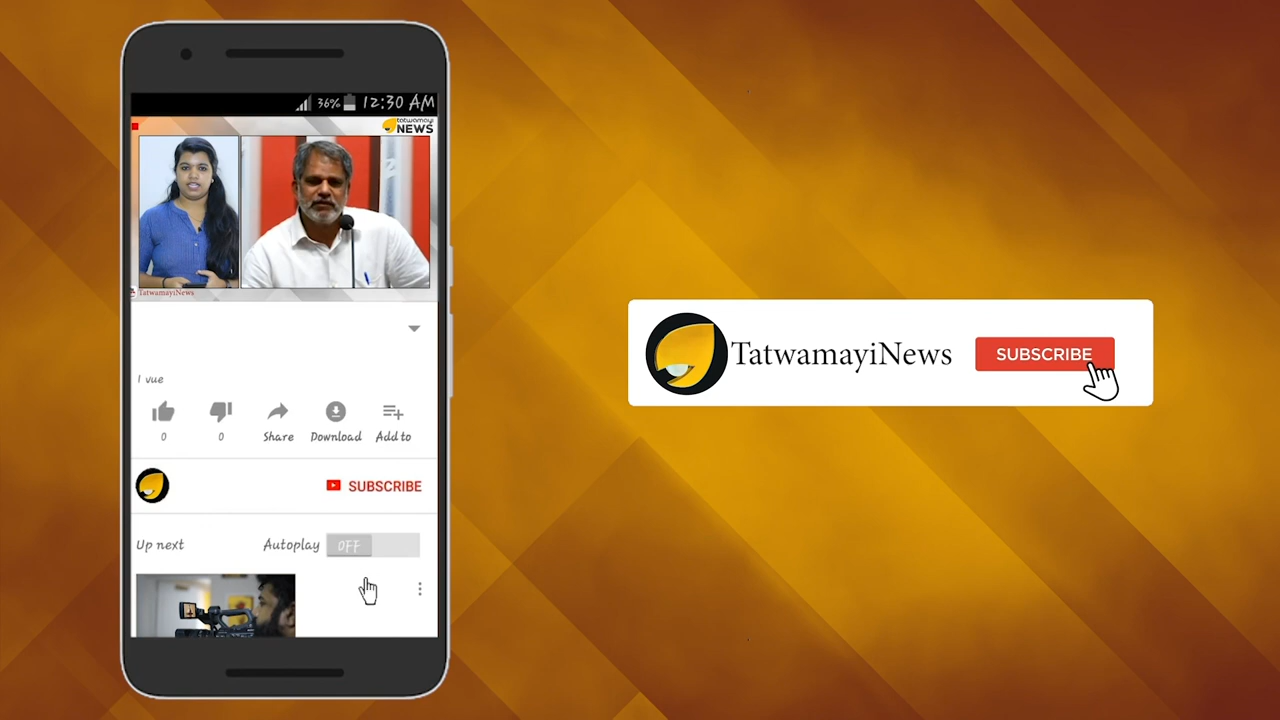 36% 12:30 AM
tatwamayi
NEWS
TatwamayiNews
1 vue
0 0 Share Download Add to
SUBSCRIBE
Up next Autoplay OFF
TatwamayiNews SUBSCRIBE